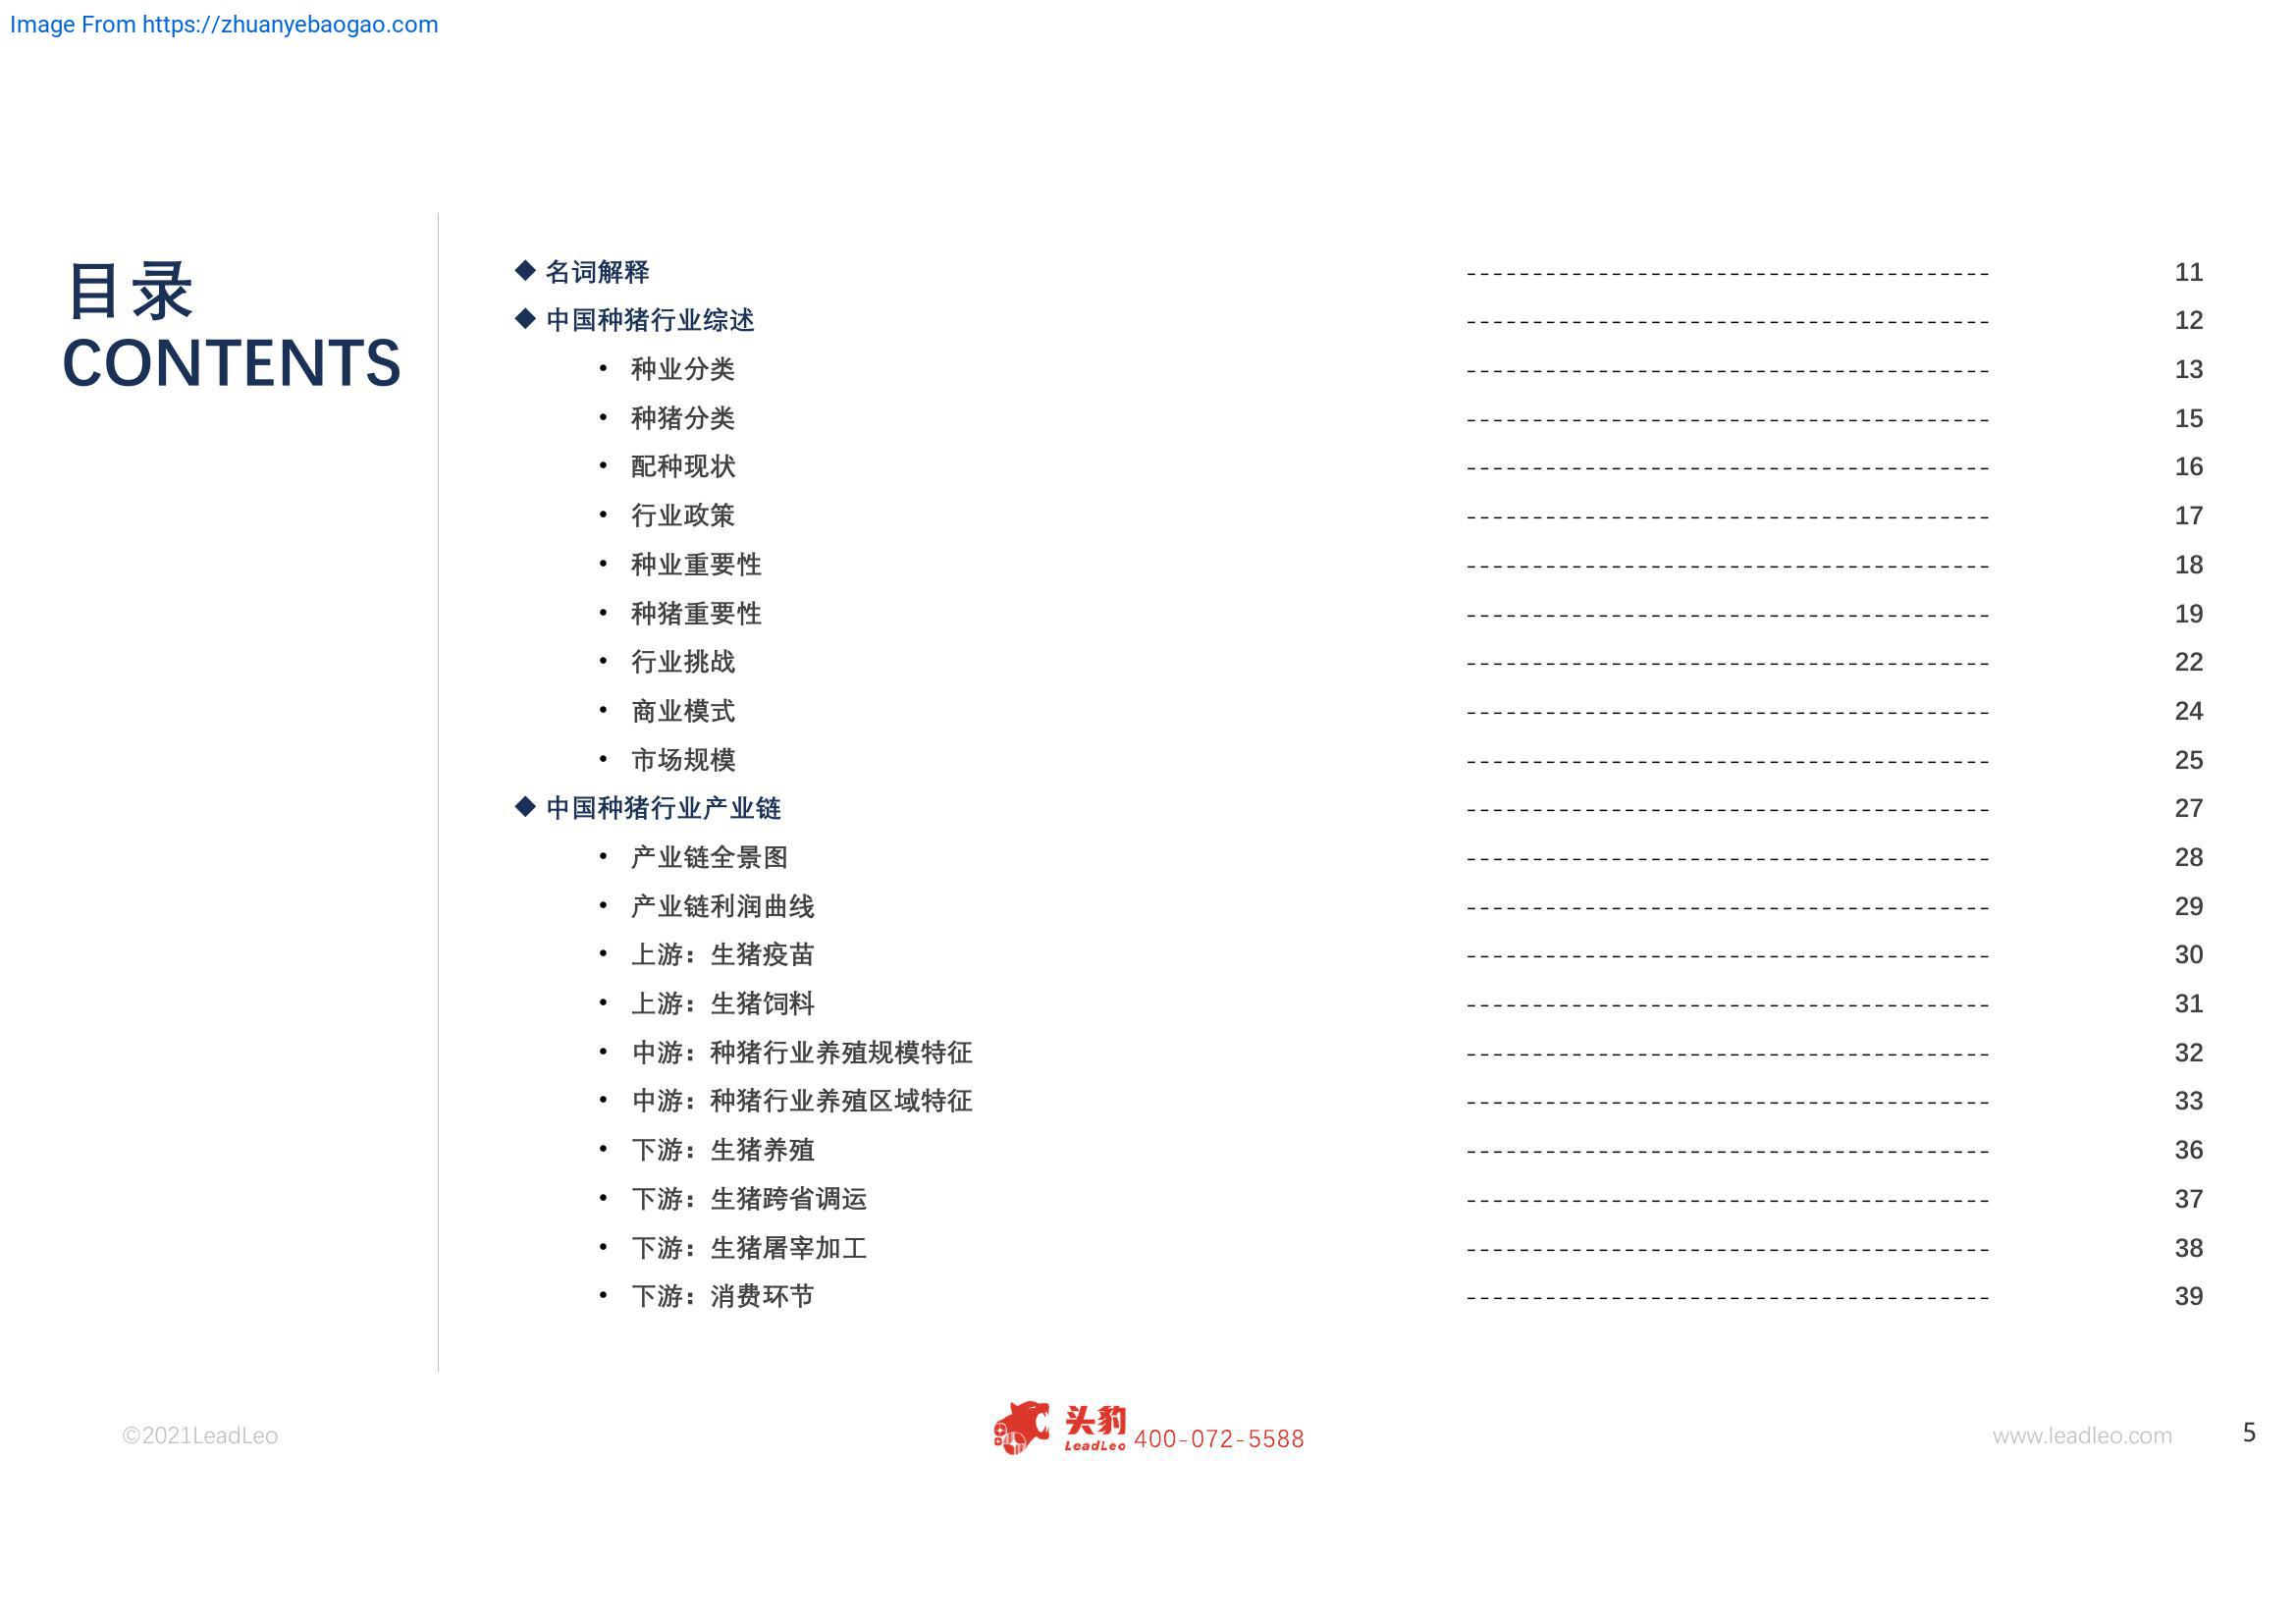 Image From https://zhuanyebaogao.com
目录
CONTENTS
◆ 名词解释 ---------------------------------------- 11
◆ 中国种猪行业综述 ---------------------------------------- 12
• 种业分类 ---------------------------------------- 13
• 种猪分类 ---------------------------------------- 15
• 配种现状 ---------------------------------------- 16
• 行业政策 ---------------------------------------- 17
• 种业重要性 ---------------------------------------- 18
• 种猪重要性 ---------------------------------------- 19
• 行业挑战 ---------------------------------------- 22
• 商业模式 ---------------------------------------- 24
• 市场规模 ---------------------------------------- 25
◆ 中国种猪行业产业链 ---------------------------------------- 27
• 产业链全景图 ---------------------------------------- 28
• 产业链利润曲线 ---------------------------------------- 29
• 上游：生猪疫苗 ---------------------------------------- 30
• 上游：生猪饲料 ---------------------------------------- 31
• 中游：种猪行业养殖规模特征 ---------------------------------------- 32
• 中游：种猪行业养殖区域特征 ---------------------------------------- 33
• 下游：生猪养殖 ---------------------------------------- 36
• 下游：生猪跨省调运 ---------------------------------------- 37
• 下游：生猪屠宰加工 ---------------------------------------- 38
• 下游：消费环节 ---------------------------------------- 39
©2021LeadLeo
头豹
LeadLeo 400-072-5588
www.leadleo.com 5